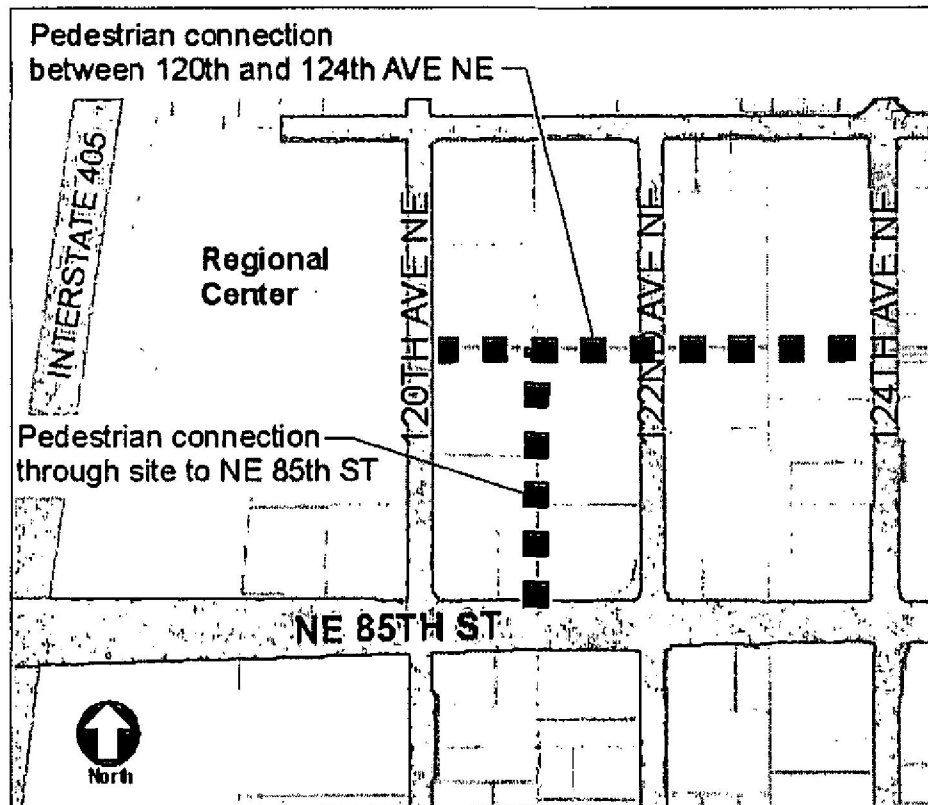 Pedestrian connection
between 120th and 124th AVE NE
INTERSTATE 405
Regional
Center
120TH AVE NE
122ND AVE NE
124TH AVE NE
Pedestrian connection
through site to NE 85th ST
NE 85TH ST
North